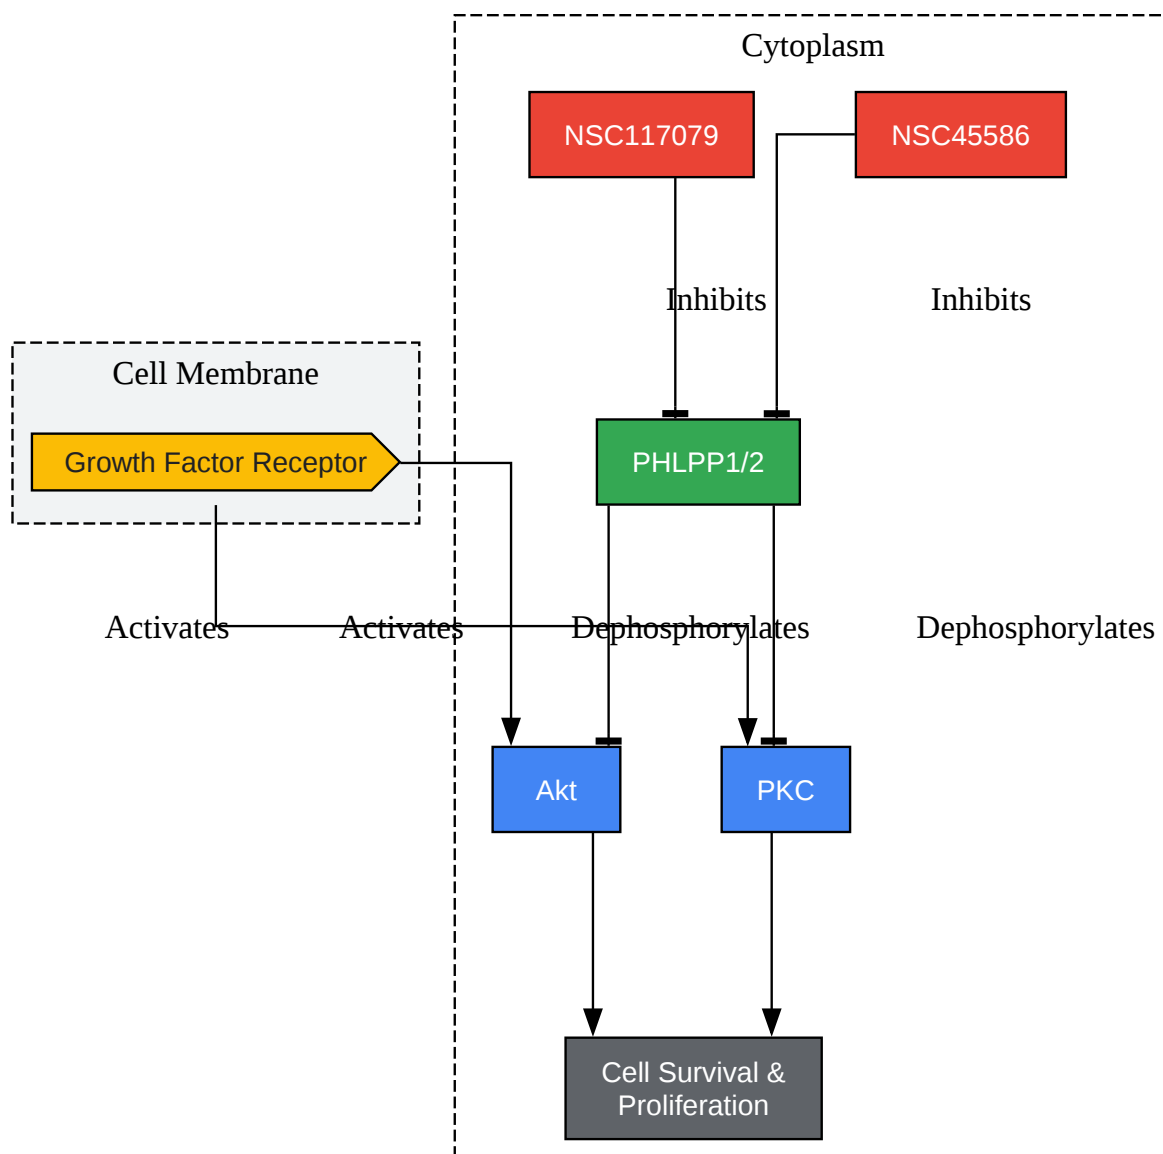 Cytoplasm
NSC117079
NSC45586
Inhibits
Inhibits
Cell Membrane
Growth Factor Receptor
PHLPP1/2
Activates
Activates
Dephosphorylates
Dephosphorylates
Akt
PKC
Cell Survival &
Proliferation